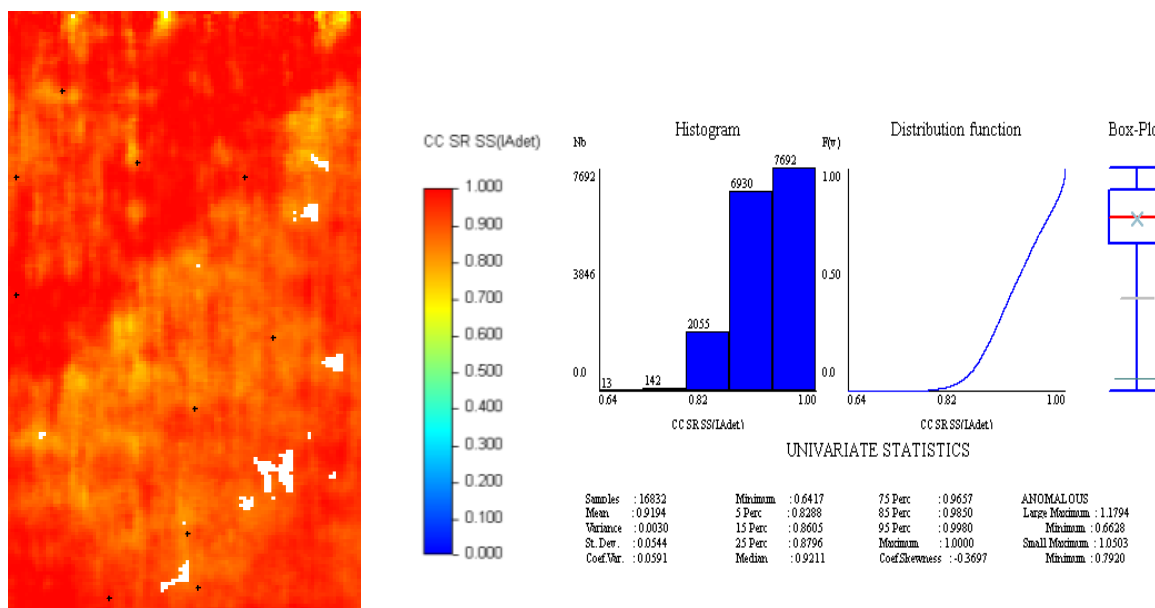 CC SR SS(IAdet)
1.000
0.900
0.800
0.700
0.600
0.500
0.400
0.300
0.200
0.100
0.000
Histogram
Nb
7692
3846
0.0
13
142
2055
6930
7692
0.64
0.82
1.00
CC SR SS(IAdet)
Distribution function
F(v)
1.00
0.50
0.0
0.64
0.82
1.00
CC SR SS(IAdet)
Box-Plo
UNIVARIATE STATISTICS
Samples : 16832 Minimum : 0.6417 75 Perc : 0.9657 ANOMALOUS
Mean : 0.9194 5 Perc : 0.8288 85 Perc : 0.9850 Large Maximum : 1.1794
Variance : 0.0030 15 Perc : 0.8605 95 Perc : 0.9980 Minimum : 0.6628
St. Dev. : 0.0544 25 Perc : 0.8796 Maximum : 1.0000 Small Maximum : 1.0503
Coef.Var. : 0.0591 Median : 0.9211 Coef.Skewness : -0.3697 Minimum : 0.7920